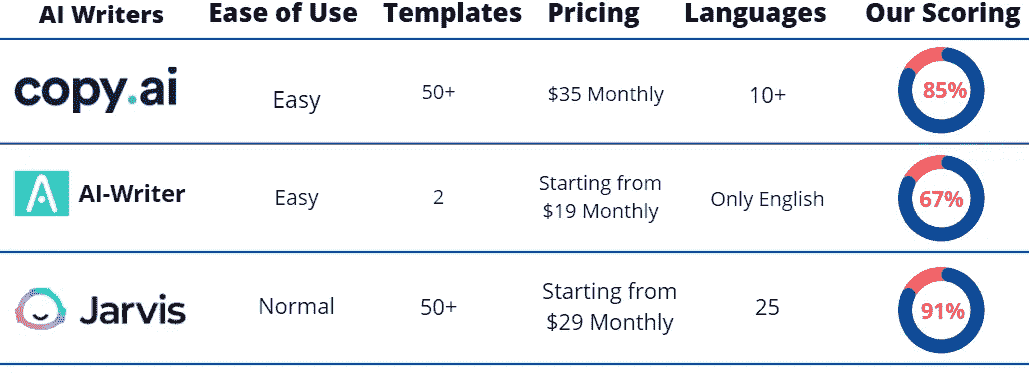 AI Writers Ease of Use Templates Pricing Languages Our Scoring
copy.ai Easy 50+ $35 Monthly 10+ 85%
AI-Writer Easy 2 Starting from
$19 Monthly Only English 67%
Jarvis Normal 50+ Starting from
$29 Monthly 25 91%